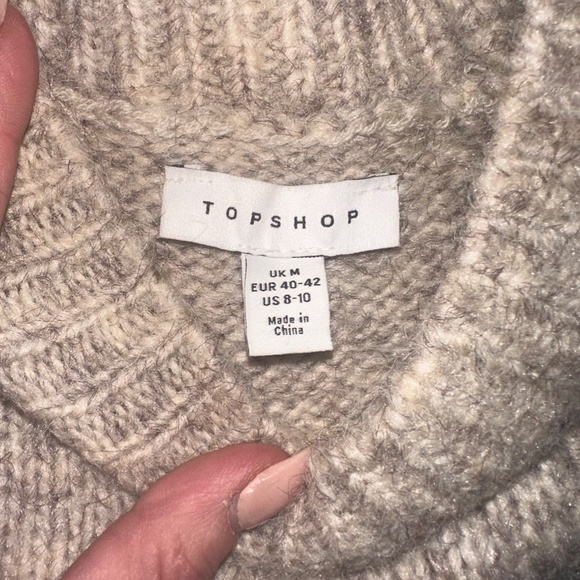 TOPSHOP
UK M
EUR 40-42
US 8-10
Made in
China